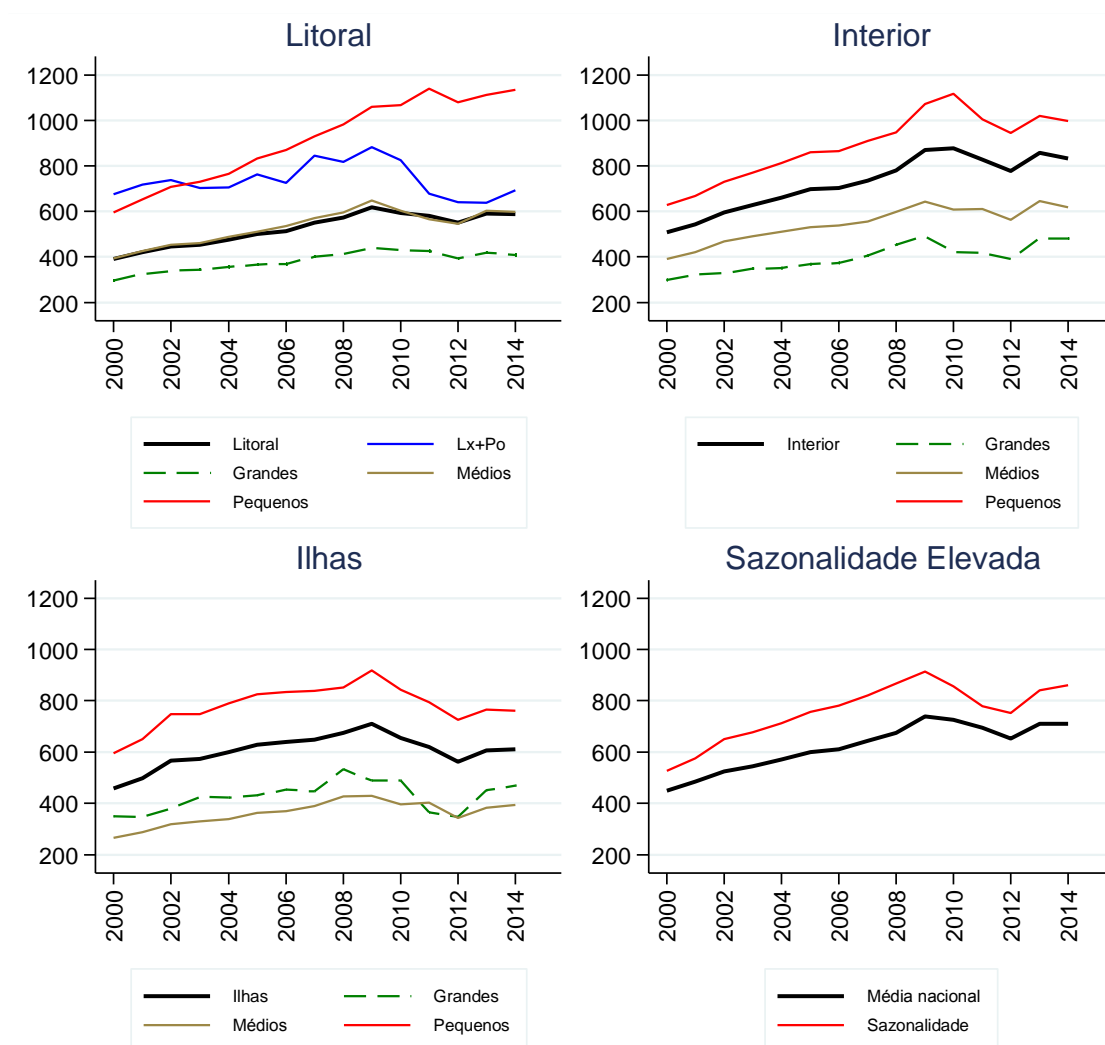 Litoral
1200
1000
800
600
400
200
2000
2002
2004
2006
2008
2010
2012
2014
Litoral
Lx+Po
Grandes
Médios
Pequenos
Interior
1200
1000
800
600
400
200
2000
2002
2004
2006
2008
2010
2012
2014
Interior
Grandes
Médios
Pequenos
Ilhas
1200
1000
800
600
400
200
2000
2002
2004
2006
2008
2010
2012
2014
Ilhas
Grandes
Médios
Pequenos
Sazonalidade Elevada
1200
1000
800
600
400
200
2000
2002
2004
2006
2008
2010
2012
2014
Média nacional
Sazonalidade